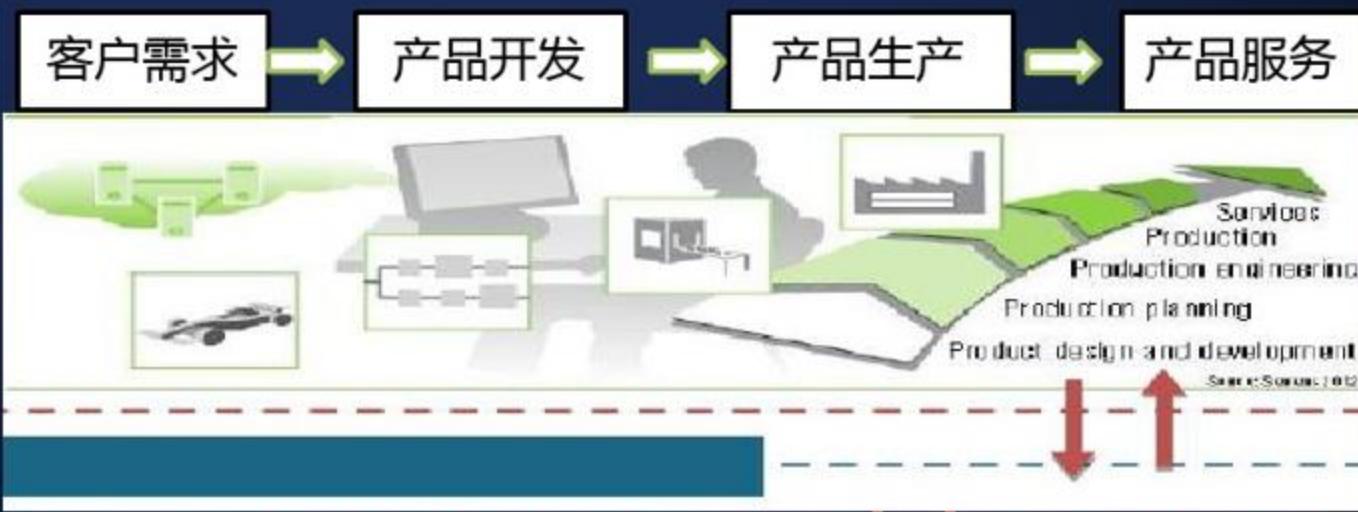 客户需求
产品开发
产品生产
产品服务
Services
Production
Production engineering
Production planning
Product design and development